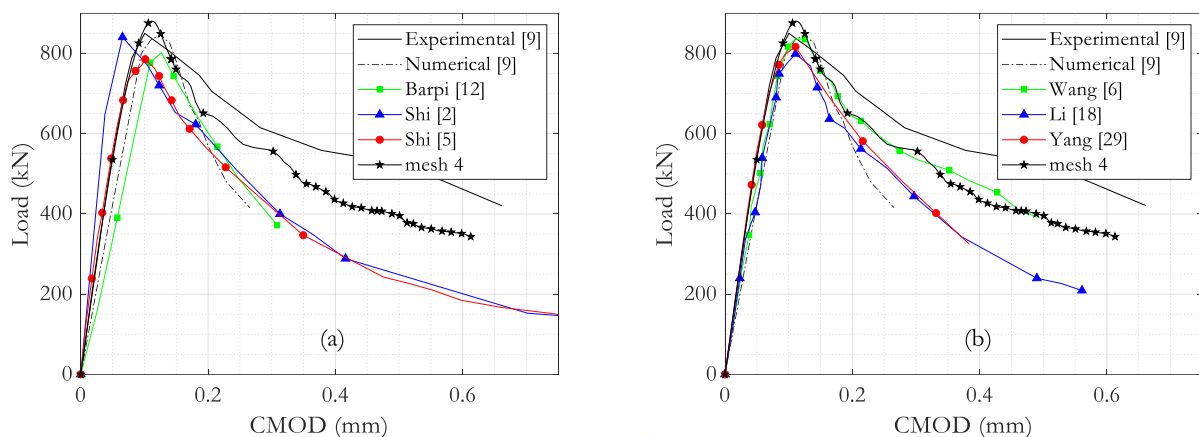 Load (kN)
800
600
400
200
0
0
0.2
0.4
0.6
CMOD (mm)
Experimental [9]
Numerical [9]
Barpi [12]
Shi [2]
Shi [5]
mesh 4
(a)
Load (kN)
800
600
400
200
0
0
0.2
0.4
0.6
CMOD (mm)
Experimental [9]
Numerical [9]
Wang [6]
Li [18]
Yang [29]
mesh 4
(b)